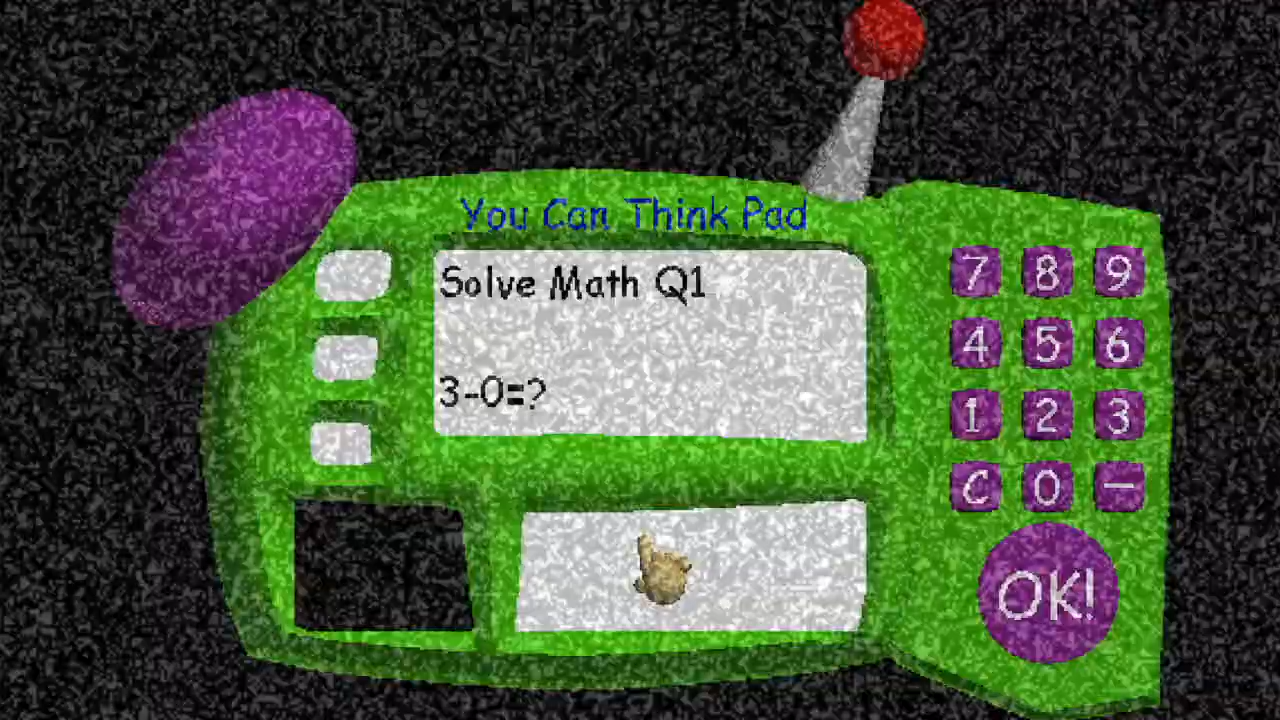 You Can Think Pad
Solve Math Q1
3-0=?
7 8 9
4 5 6
1 2 3
C 0 —
OK!